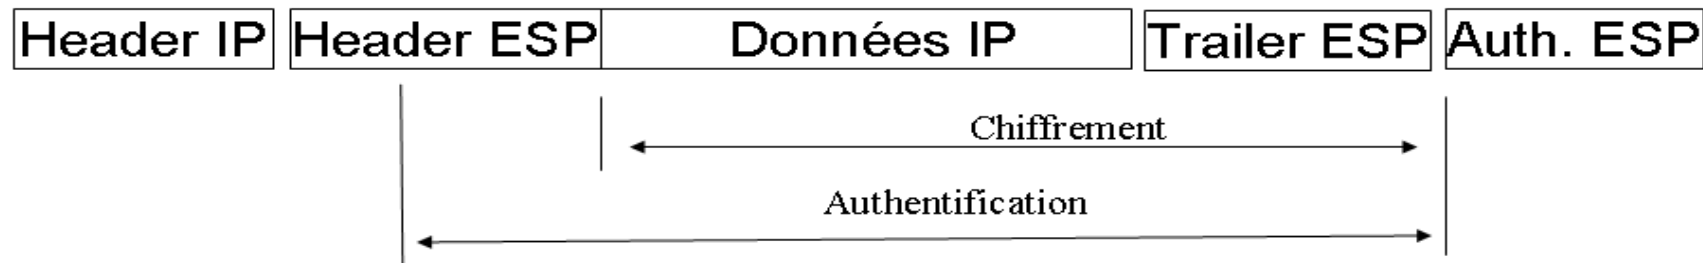 Header IP Header ESP Données IP Trailer ESP Auth. ESP
Chiffrement
Authentification